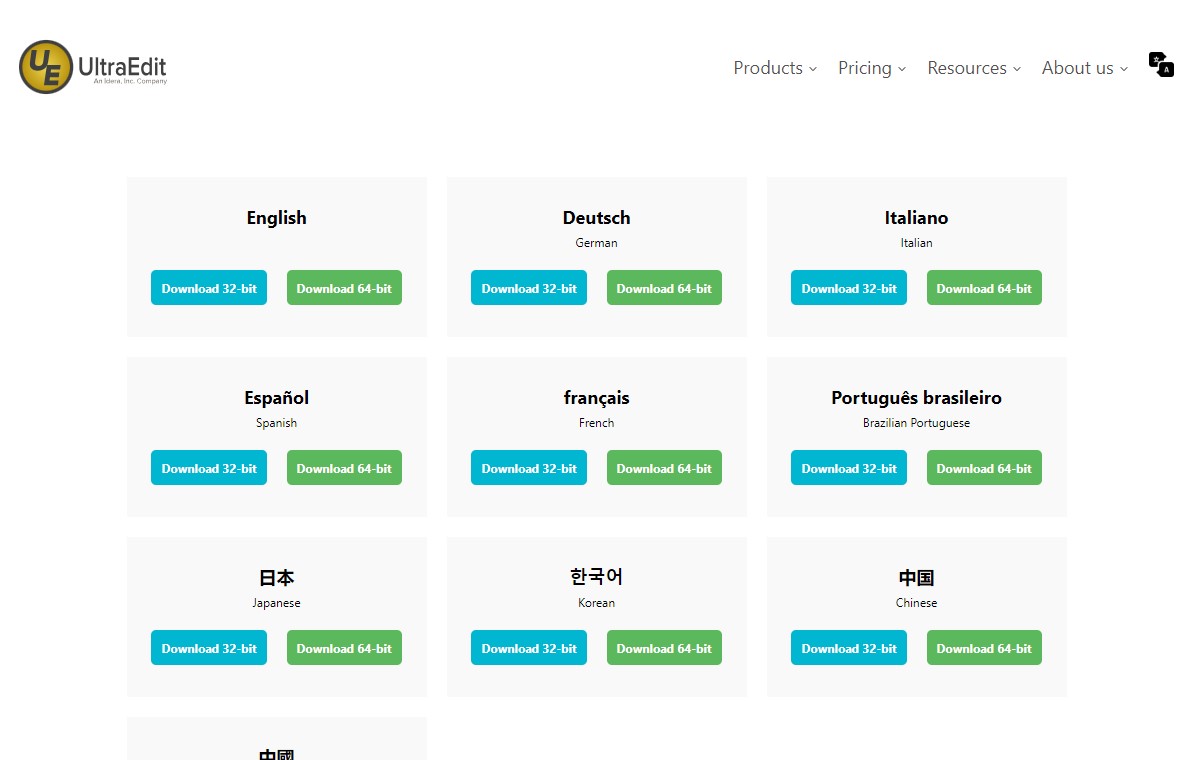 UE UltraEdit
An Idera, Inc. Company
Products
Pricing
Resources
About us
A
English
Download 32-bit
Download 64-bit
Deutsch
German
Download 32-bit
Download 64-bit
Italiano
Italian
Download 32-bit
Download 64-bit
Español
Spanish
Download 32-bit
Download 64-bit
français
French
Download 32-bit
Download 64-bit
Português brasileiro
Brazilian Portuguese
Download 32-bit
Download 64-bit
日本
Japanese
Download 32-bit
Download 64-bit
한국어
Korean
Download 32-bit
Download 64-bit
中国
Chinese
Download 32-bit
Download 64-bit
中國